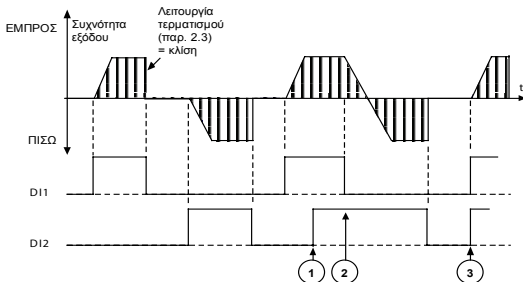 ΕΜΠΡΟΣ
Συχνότητα
εξόδου
Λειτουργία
τερματισμού
(παρ. 2.3)
= κλίση
t
ΠΙΣΩ
DI1
DI2
1
2
3